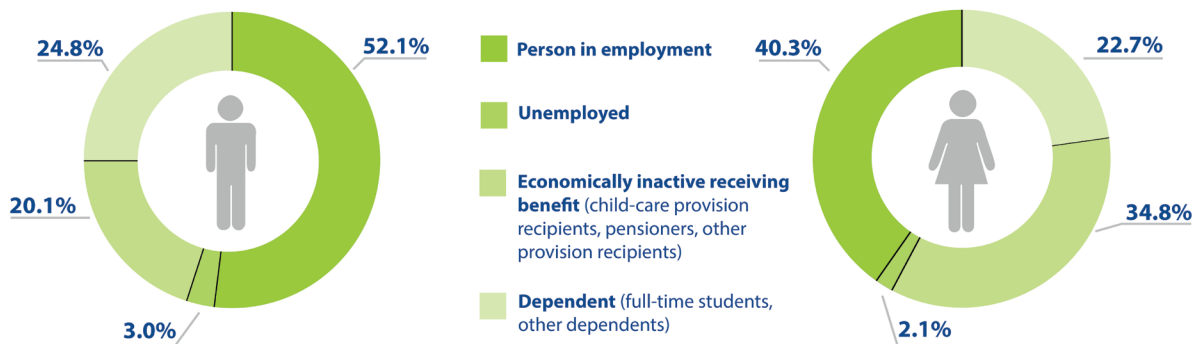 24.8%
52.1%
20.1%
3.0%
Person in employment
Unemployed
Economically inactive receiving
benefit (child-care provision
recipients, pensioners, other
provision recipients)
Dependent (full-time students,
other dependents)
40.3%
22.7%
34.8%
2.1%